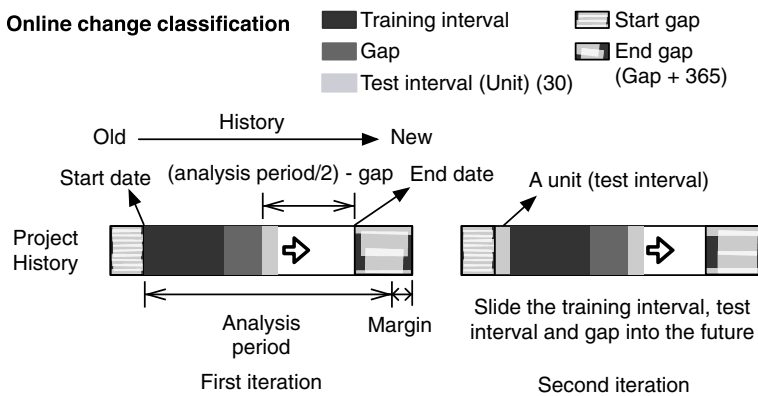 Online change classification
Training interval
Gap
Test interval (Unit) (30)
Start gap
End gap
(Gap + 365)
History
Old
New
(analysis period/2) - gap
Start date
End date
A unit (test interval)
Project
History
Analysis
period
Margin
Slide the training interval, test
interval and gap into the future
First iteration
Second iteration